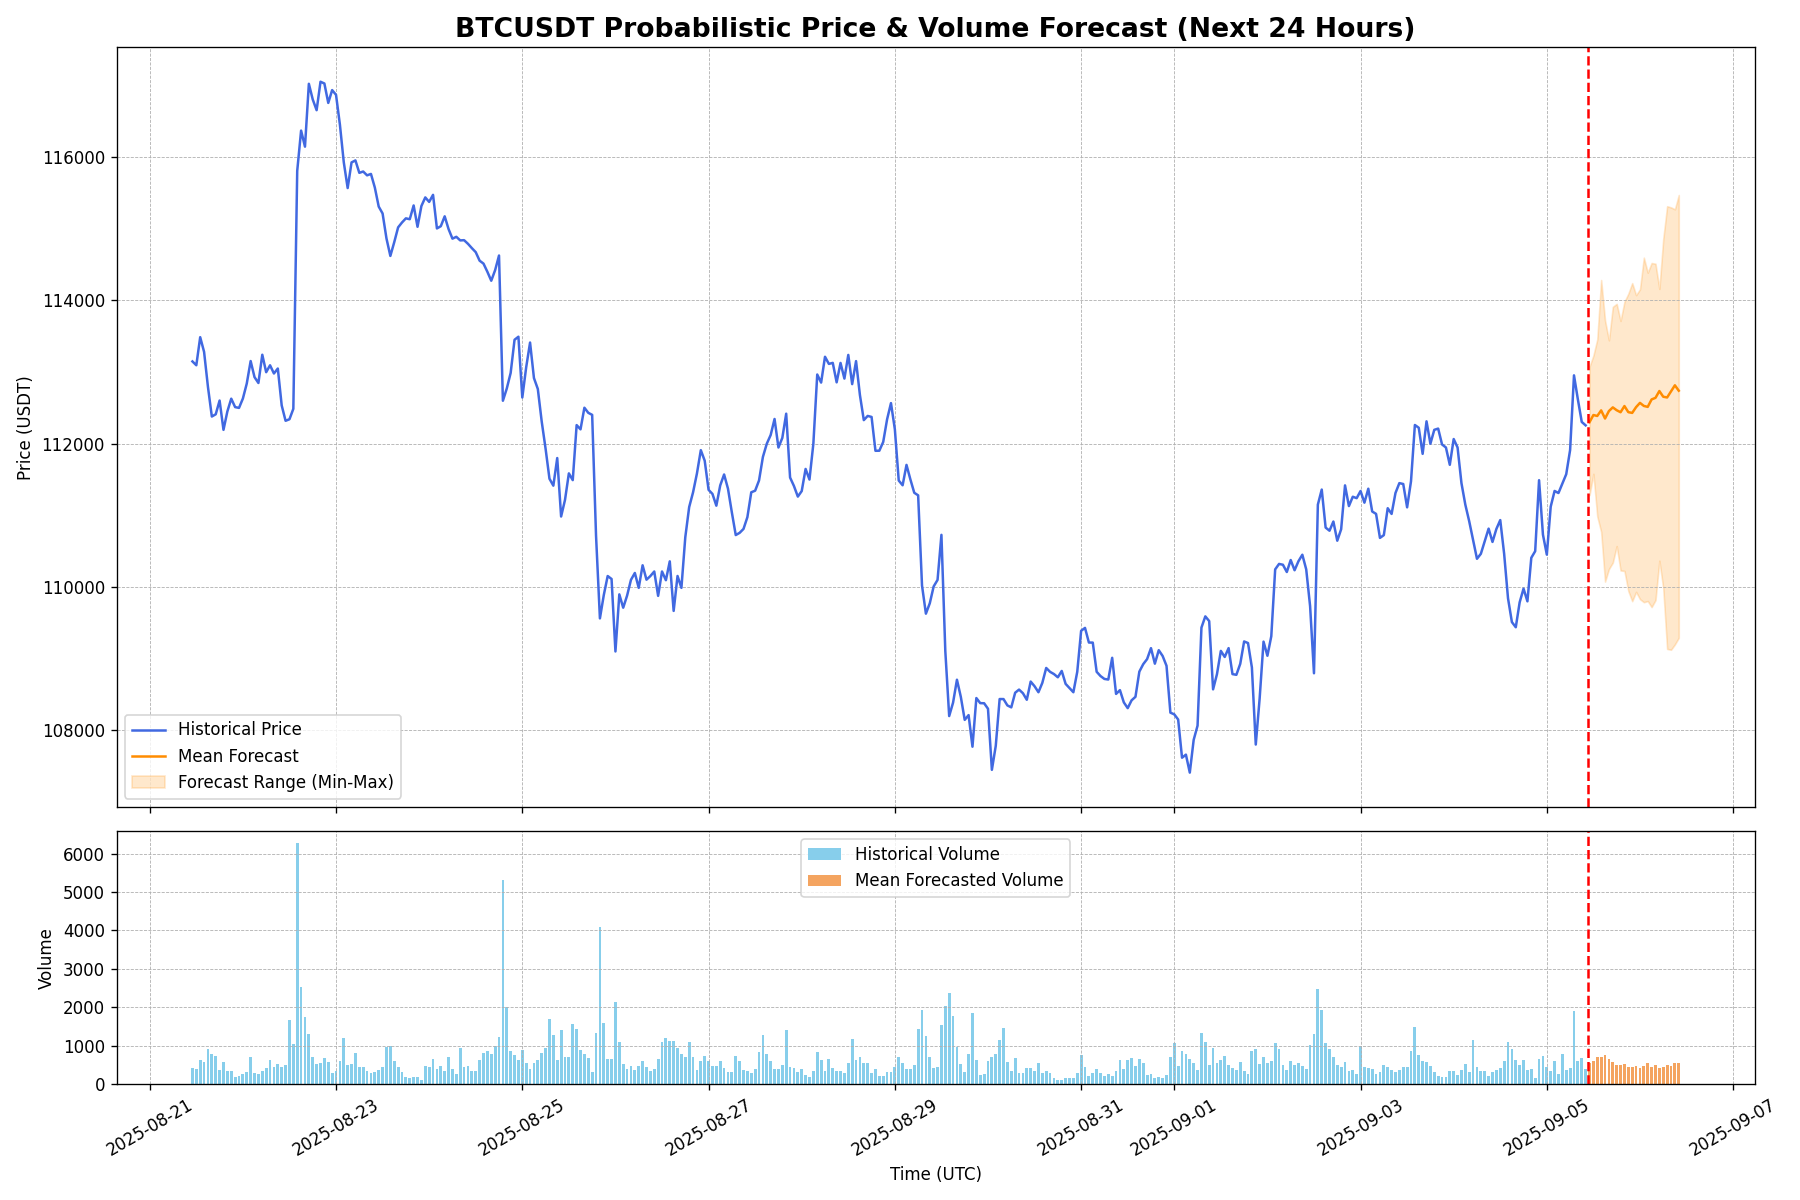 BTCUSDT Probabilistic Price & Volume Forecast (Next 24 Hours)
Price (USDT)
116000
114000
112000
110000
108000
Historical Price
Mean Forecast
Forecast Range (Min-Max)
Volume
6000
5000
4000
3000
2000
1000
0
Historical Volume
Mean Forecasted Volume
2025-08-21
2025-08-23
2025-08-25
2025-08-27
2025-08-29
2025-08-31
2025-09-01
2025-09-03
2025-09-05
2025-09-07
Time (UTC)